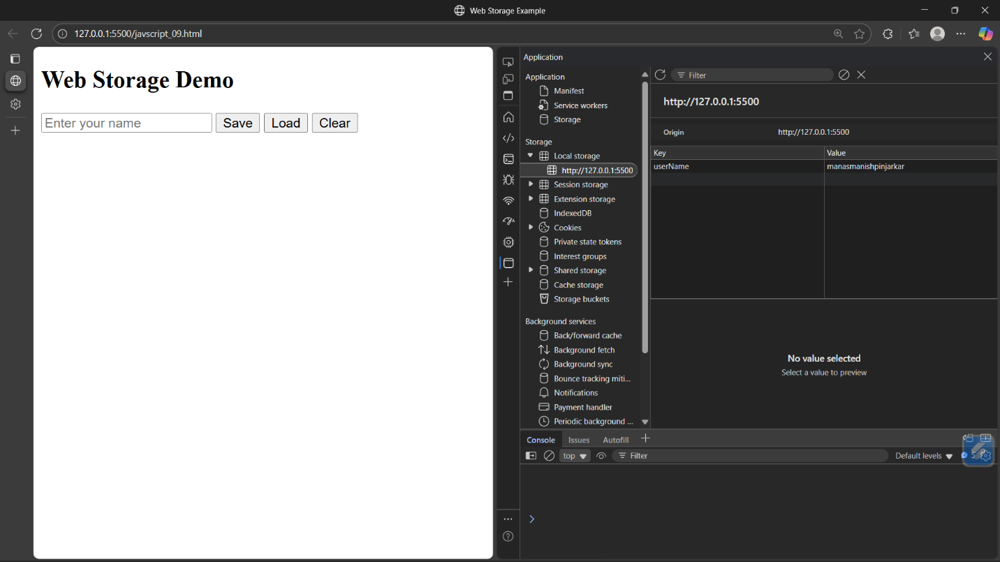 Web Storage Example
127.0.0.1:5500/javscript_09.html
Web Storage Demo
Enter your name Save Load Clear
Application
Application
Manifest
Service workers
Storage
Storage
Local storage
http://127.0.0.1:5500
Session storage
Extension storage
IndexedDB
Cookies
Private state tokens
Interest groups
Shared storage
Cache storage
Storage buckets
Background services
Back/forward cache
Background fetch
Background sync
Bounce tracking miti...
Notifications
Payment handler
Periodic background ...
Filter
http://127.0.0.1:5500
Origin http://127.0.0.1:5500
Key Value
userName manasmanishpinjarkar
No value selected
Select a value to preview
Console Issues Autofill
top Filter Default levels 5